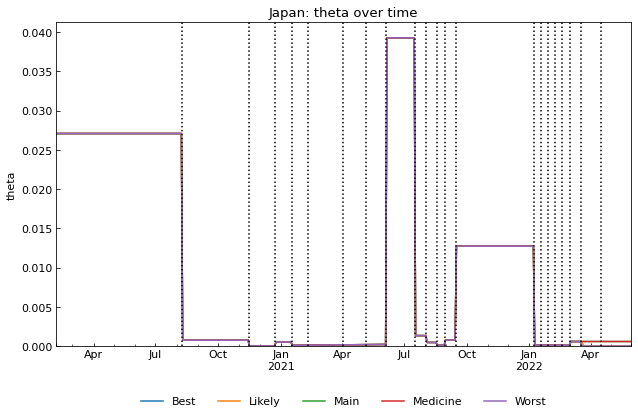 Japan: theta over time
0.040
0.035
0.030
0.025
0.020
0.015
0.010
0.005
0.000
theta
Apr Jul Oct Jan Apr Jul Oct Jan Apr
2021 2022
Best Likely Main Medicine Worst